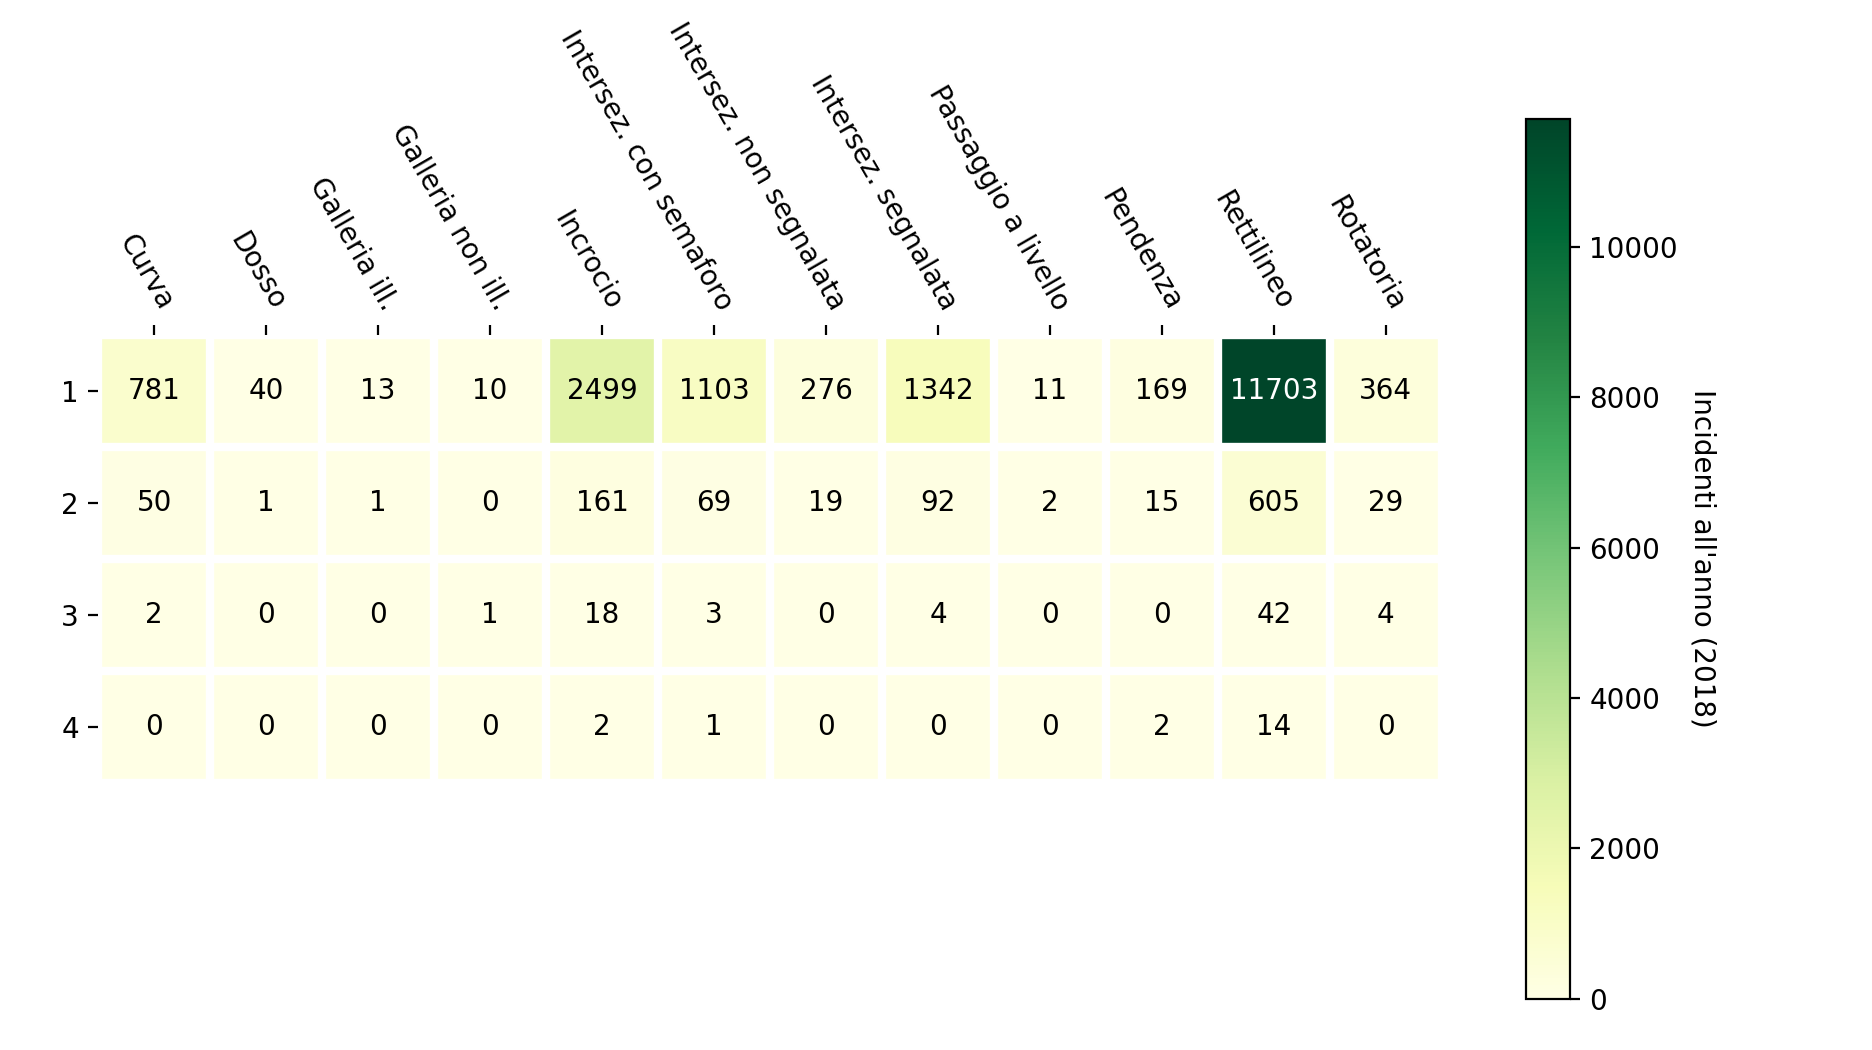 Curva
Dosso
Galleria ill.
Galleria non ill.
Incrocio
Intersez. con semaforo
Intersez. non segnalata
Intersez. segnalata
Passaggio a livello
Pendenza
Rettilineo
Rotatoria
1 781 40 13 10 2499 1103 276 1342 11 169 11703 364
2 50 1 1 0 161 69 19 92 2 15 605 29
3 2 0 0 1 18 3 0 4 0 0 42 4
4 0 0 0 0 2 1 0 0 0 2 14 0
10000
8000
6000
4000
2000
0
Incidenti all'anno (2018)